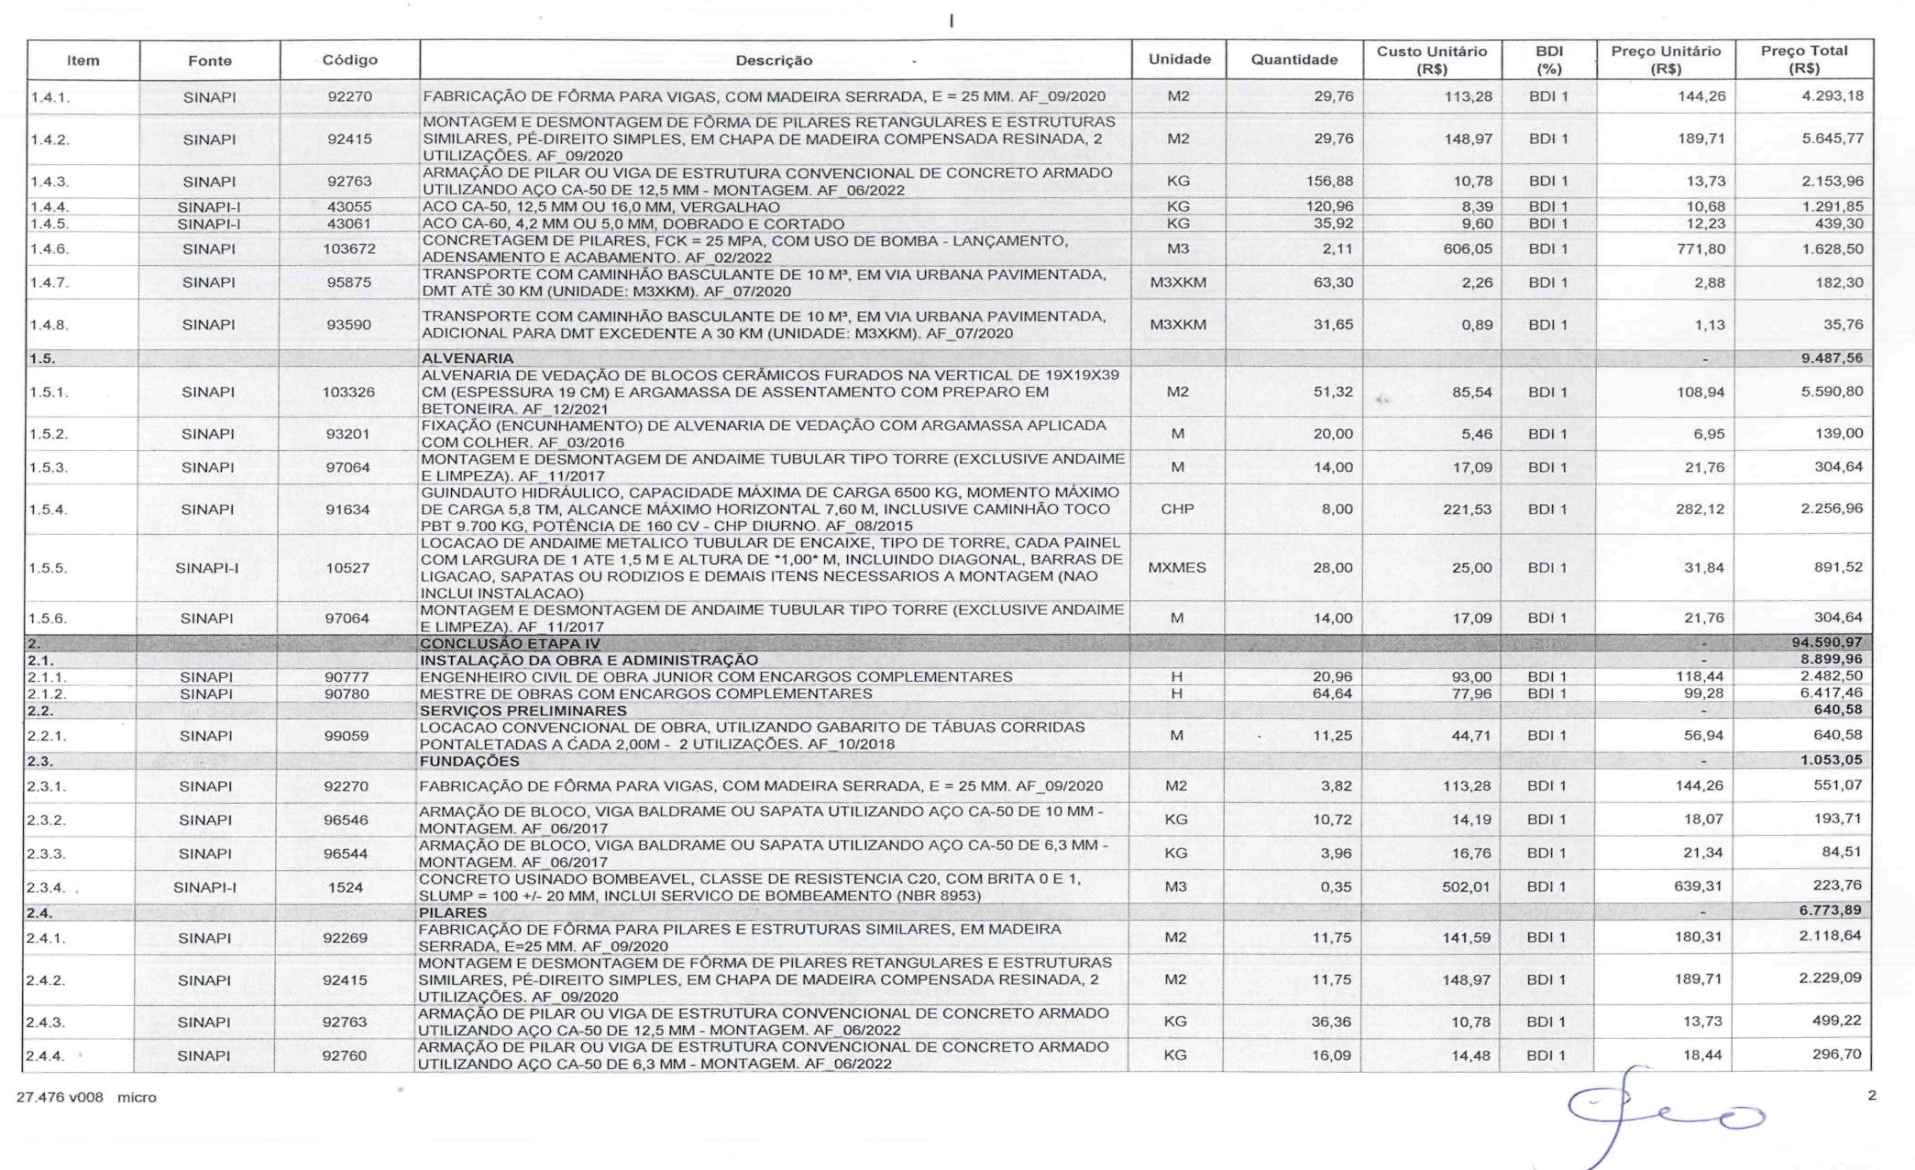 Item Fonte Código Descrição Unidade Quantidade Custo Unitário (R$) BDI (%) Preço Unitário (R$) Preço Total (R$)
1.4.1. SINAPI 92270 FABRICAÇÃO DE FÔRMA PARA VIGAS, COM MADEIRA SERRADA, E = 25 MM. AF_09/2020 M2 29,76 113,28 BDI 1 144,26 4.293,18
MONTAGEM E DESMONTAGEM DE FÔRMA DE PILARES RETANGULARES E ESTRUTURAS
1.4.2. SINAPI 92415 SIMILARES, PÉ-DIREITO SIMPLES, EM CHAPA DE MADEIRA COMPENSADA RESINADA, 2 M2 29,76 148,97 BDI 1 189,71 5.645,77
UTILIZAÇÕES. AF_09/2020
1.4.3. SINAPI 92763 ARMAÇÃO DE PILAR OU VIGA DE ESTRUTURA CONVENCIONAL DE CONCRETO ARMADO KG 156,88 10,78 BDI 1 13,73 2.153,96
UTILIZANDO AÇO CA-50 DE 12,5 MM - MONTAGEM. AF_06/2022
1.4.4. SINAPI-I 43055 ACO CA-50, 12,5 MM OU 16,0 MM, VERGALHAO KG 120,96 8,39 BDI 1 10,68 1.291,85
1.4.5. SINAPI-I 43061 ACO CA-60, 4,2 MM OU 5,0 MM, DOBRADO E CORTADO KG 35,92 9,60 BDI 1 12,23 439,30
1.4.6. SINAPI 103672 CONCRETAGEM DE PILARES, FCK = 25 MPA, COM USO DE BOMBA - LANÇAMENTO, M3 2,11 606,05 BDI 1 771,80 1.628,50
ADENSAMENTO E ACABAMENTO. AF_02/2022
1.4.7. SINAPI 95875 TRANSPORTE COM CAMINHÃO BASCULANTE DE 10 M³, EM VIA URBANA PAVIMENTADA, M3XKM 63,30 2,26 BDI 1 2,88 182,30
DMT ATÉ 30 KM (UNIDADE: M3XKM). AF_07/2020
1.4.8. SINAPI 93590 TRANSPORTE COM CAMINHÃO BASCULANTE DE 10 M³, EM VIA URBANA PAVIMENTADA, M3XKM 31,65 0,89 BDI 1 1,13 35,76
ADICIONAL PARA DMT EXCEDENTE A 30 KM (UNIDADE: M3XKM). AF_07/2020
1.5. ALVENARIA - 9.487,56
ALVENARIA DE VEDAÇÃO DE BLOCOS CERÂMICOS FURADOS NA VERTICAL DE 19X19X39
1.5.1. SINAPI 103326 CM (ESPESSURA 19 CM) E ARGAMASSA DE ASSENTAMENTO COM PREPARO EM M2 51,32 85,54 BDI 1 108,94 5.590,80
BETONEIRA. AF_12/2021
1.5.2. SINAPI 93201 FIXAÇÃO (ENCUNHAMENTO) DE ALVENARIA DE VEDAÇÃO COM ARGAMASSA APLICADA M 20,00 5,46 BDI 1 6,95 139,00
COM COLHER. AF_03/2016
1.5.3. SINAPI 97064 MONTAGEM E DESMONTAGEM DE ANDAIME TUBULAR TIPO TORRE (EXCLUSIVE ANDAIME M 14,00 17,09 BDI 1 21,76 304,64
E LIMPEZA). AF_11/2017
GUINDAUTO HIDRÁULICO, CAPACIDADE MÁXIMA DE CARGA 6500 KG, MOMENTO MÁXIMO
1.5.4. SINAPI 91634 DE CARGA 5,8 TM, ALCANCE MÁXIMO HORIZONTAL 7,60 M, INCLUSIVE CAMINHÃO TOCO CHP 8,00 221,53 BDI 1 282,12 2.256,96
PBT 9.700 KG, POTÊNCIA DE 160 CV - CHP DIURNO. AF_08/2015
LOCACAO DE ANDAIME METALICO TUBULAR DE ENCAIXE, TIPO DE TORRE, CADA PAINEL
1.5.5. SINAPI-I 10527 COM LARGURA DE 1 ATE 1,5 M E ALTURA DE *1,00* M, INCLUINDO DIAGONAL, BARRAS DE MXMES 28,00 25,00 BDI 1 31,84 891,52
LIGACAO, SAPATAS OU RODIZIOS E DEMAIS ITENS NECESSARIOS A MONTAGEM (NAO
INCLUI INSTALACAO)
1.5.6. SINAPI 97064 MONTAGEM E DESMONTAGEM DE ANDAIME TUBULAR TIPO TORRE (EXCLUSIVE ANDAIME M 14,00 17,09 BDI 1 21,76 304,64
E LIMPEZA). AF_11/2017
2. CONCLUSÃO ETAPA IV - 94.590,97
2.1. INSTALAÇÃO DA OBRA E ADMINISTRAÇÃO - 8.899,96
2.1.1. SINAPI 90777 ENGENHEIRO CIVIL DE OBRA JUNIOR COM ENCARGOS COMPLEMENTARES H 20,96 93,00 BDI 1 118,44 2.482,50
2.1.2. SINAPI 90780 MESTRE DE OBRAS COM ENCARGOS COMPLEMENTARES H 64,64 77,96 BDI 1 99,28 6.417,46
2.2. SERVIÇOS PRELIMINARES - 640,58
2.2.1. SINAPI 99059 LOCACAO CONVENCIONAL DE OBRA, UTILIZANDO GABARITO DE TÁBUAS CORRIDAS M 11,25 44,71 BDI 1 56,94 640,58
PONTALETADAS A CADA 2,00M - 2 UTILIZAÇÕES. AF_10/2018
2.3. FUNDAÇÕES - 1.053,05
2.3.1. SINAPI 92270 FABRICAÇÃO DE FÔRMA PARA VIGAS, COM MADEIRA SERRADA, E = 25 MM. AF_09/2020 M2 3,82 113,28 BDI 1 144,26 551,07
2.3.2. SINAPI 96546 ARMAÇÃO DE BLOCO, VIGA BALDRAME OU SAPATA UTILIZANDO AÇO CA-50 DE 10 MM - KG 10,72 14,19 BDI 1 18,07 193,71
MONTAGEM. AF_06/2017
2.3.3. SINAPI 96544 ARMAÇÃO DE BLOCO, VIGA BALDRAME OU SAPATA UTILIZANDO AÇO CA-50 DE 6,3 MM - KG 3,96 16,76 BDI 1 21,34 84,51
MONTAGEM. AF_06/2017
2.3.4. SINAPI-I 1524 CONCRETO USINADO BOMBEAVEL, CLASSE DE RESISTENCIA C20, COM BRITA 0 E 1, M3 0,35 502,01 BDI 1 639,31 223,76
SLUMP = 100 +/- 20 MM, INCLUI SERVICO DE BOMBEAMENTO (NBR 8953)
2.4. PILARES - 6.773,89
2.4.1. SINAPI 92269 FABRICAÇÃO DE FÔRMA PARA PILARES E ESTRUTURAS SIMILARES, EM MADEIRA M2 11,75 141,59 BDI 1 180,31 2.118,64
SERRADA, E=25 MM. AF_09/2020
MONTAGEM E DESMONTAGEM DE FÔRMA DE PILARES RETANGULARES E ESTRUTURAS
2.4.2. SINAPI 92415 SIMILARES, PÉ-DIREITO SIMPLES, EM CHAPA DE MADEIRA COMPENSADA RESINADA, 2 M2 11,75 148,97 BDI 1 189,71 2.229,09
UTILIZAÇÕES. AF_09/2020
2.4.3. SINAPI 92763 ARMAÇÃO DE PILAR OU VIGA DE ESTRUTURA CONVENCIONAL DE CONCRETO ARMADO KG 36,36 10,78 BDI 1 13,73 499,22
UTILIZANDO AÇO CA-50 DE 12,5 MM - MONTAGEM. AF_06/2022
2.4.4. SINAPI 92760 ARMAÇÃO DE PILAR OU VIGA DE ESTRUTURA CONVENCIONAL DE CONCRETO ARMADO KG 16,09 14,48 BDI 1 18,44 296,70
UTILIZANDO AÇO CA-50 DE 6,3 MM - MONTAGEM. AF_06/2022
27.476 v008 micro 2